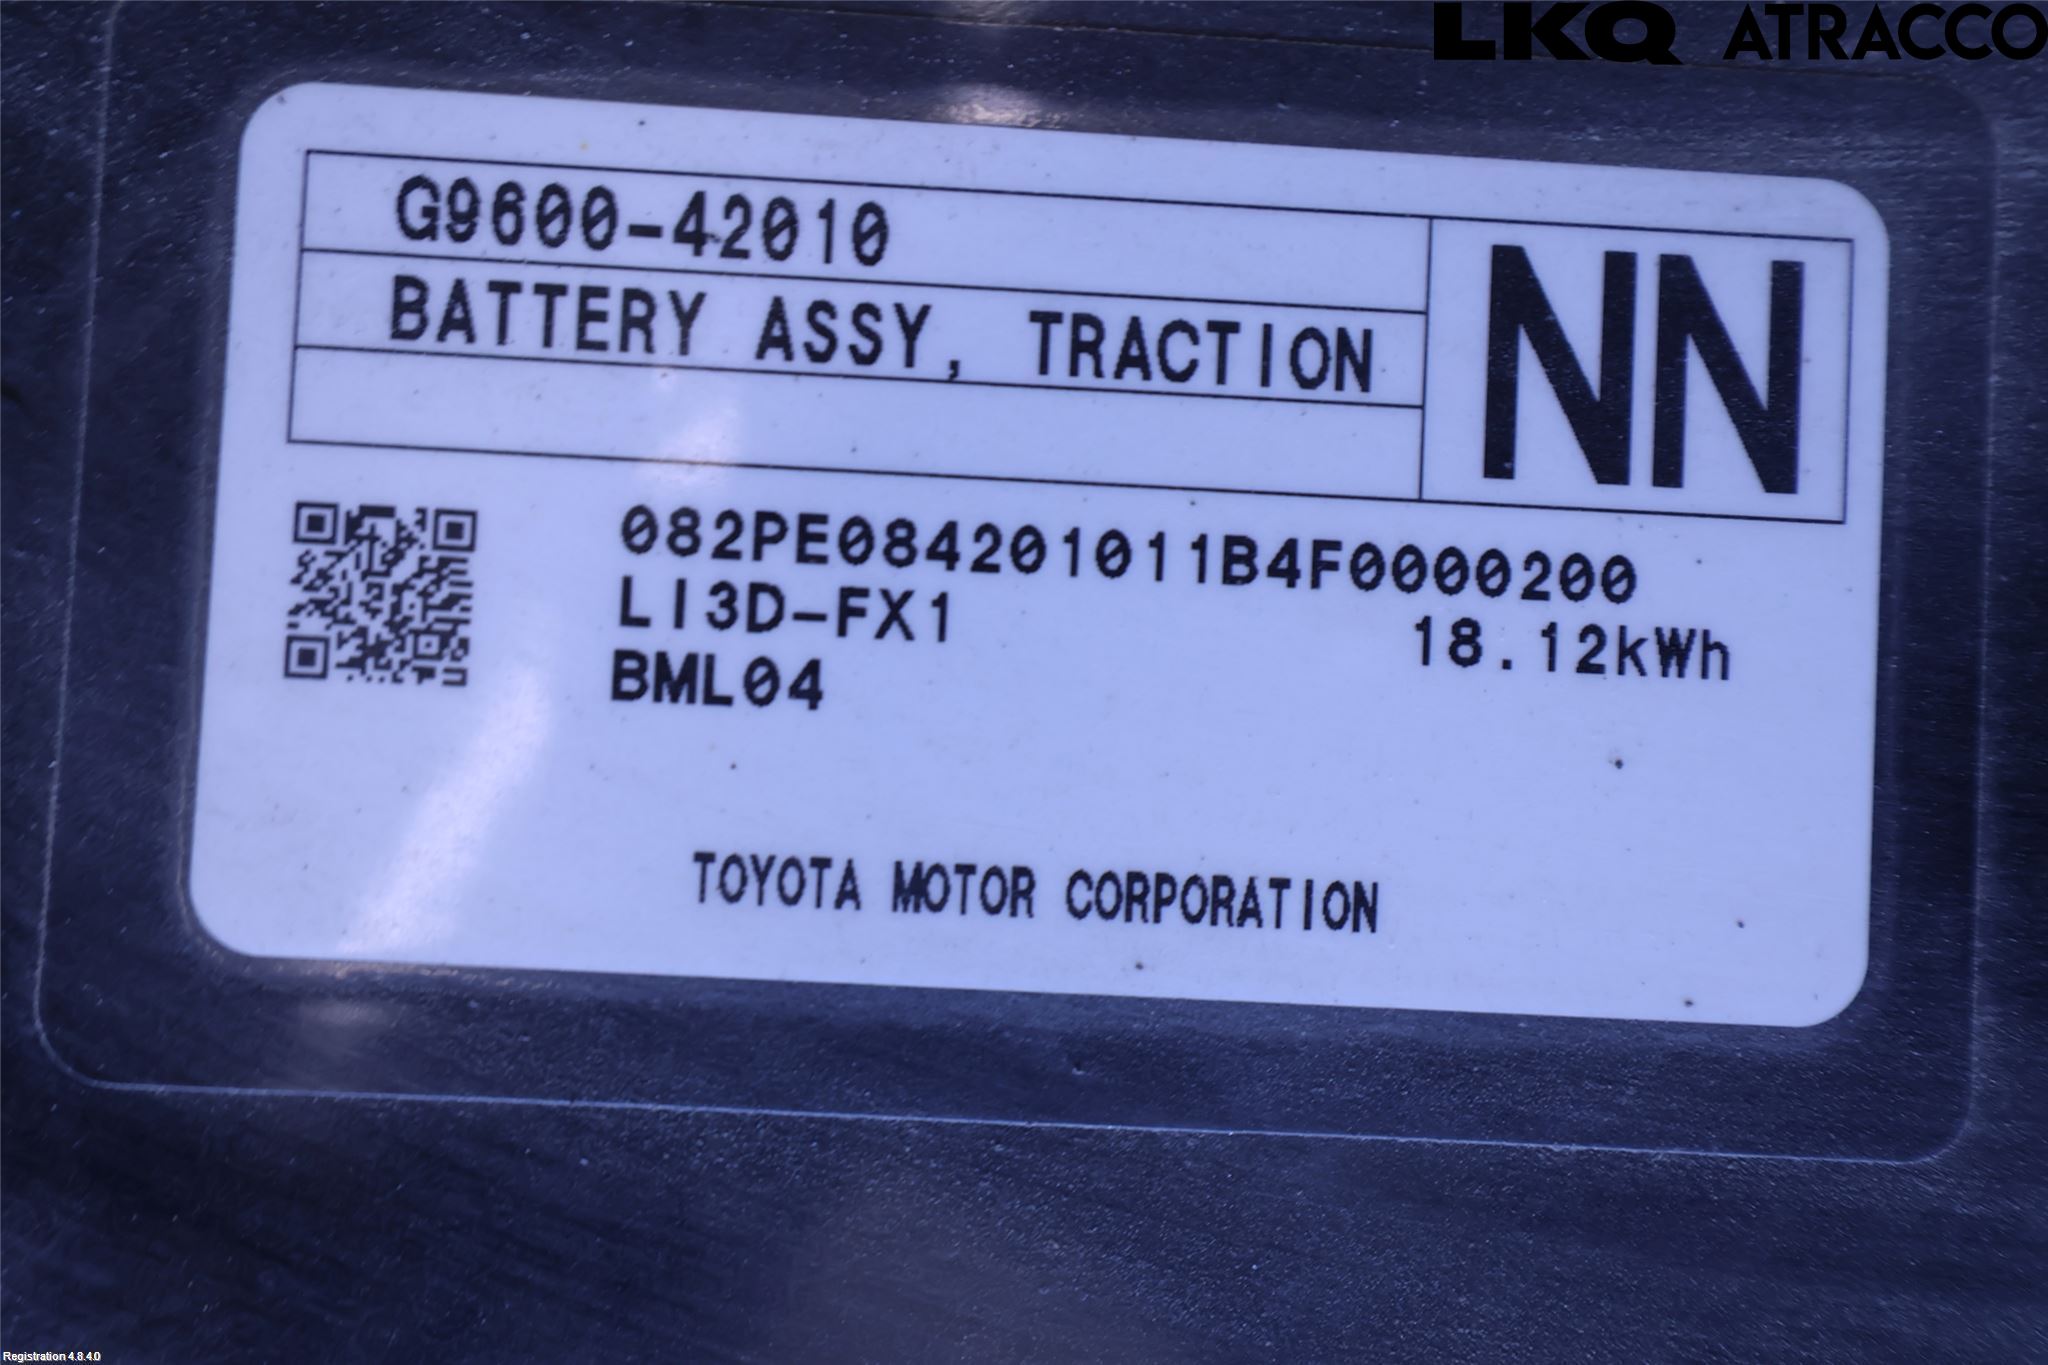 LKQ ATRACCO
G9600-42010
BATTERY ASSY, TRACTION
NN
082PE084201011B4F0000200
LI3D-FX1
18.12kWh
BML04
TOYOTA MOTOR CORPORATION
Registration 4.8.4.0